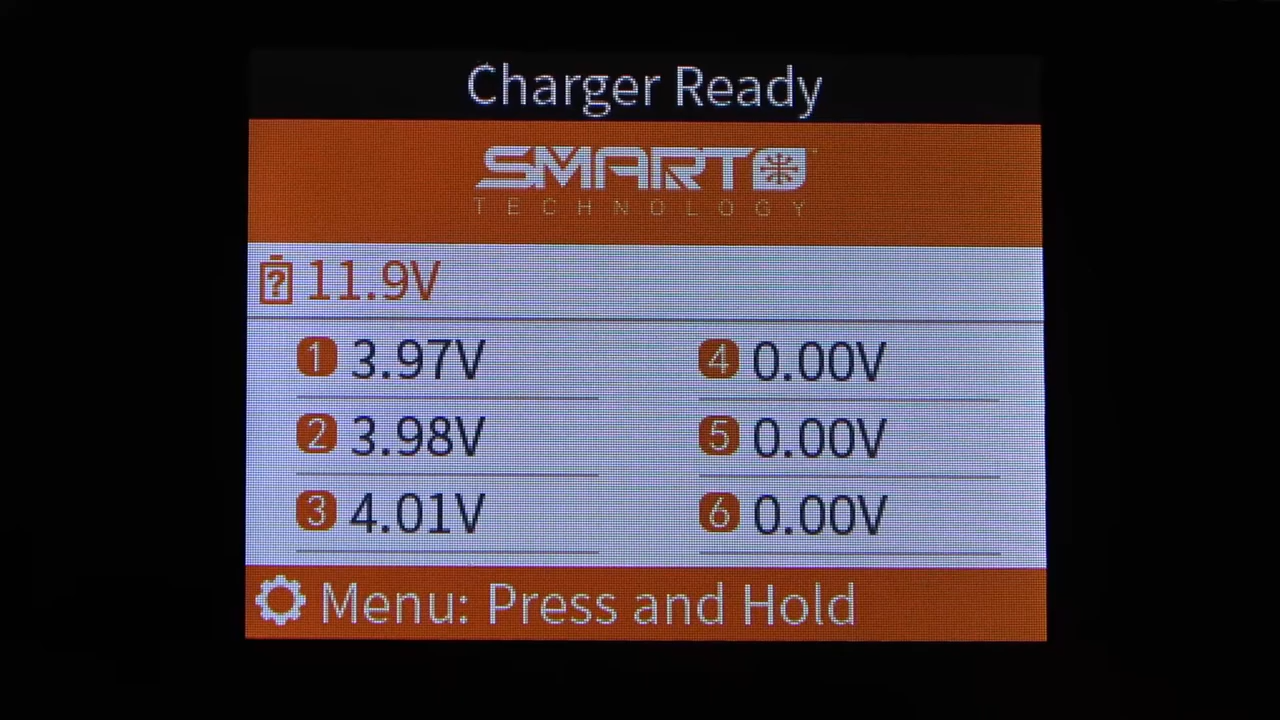 Charger Ready
SMART
TECHNOLOGY
? 11.9V
1 3.97V
2 3.98V
3 4.01V
4 0.00V
5 0.00V
6 0.00V
Menu: Press and Hold